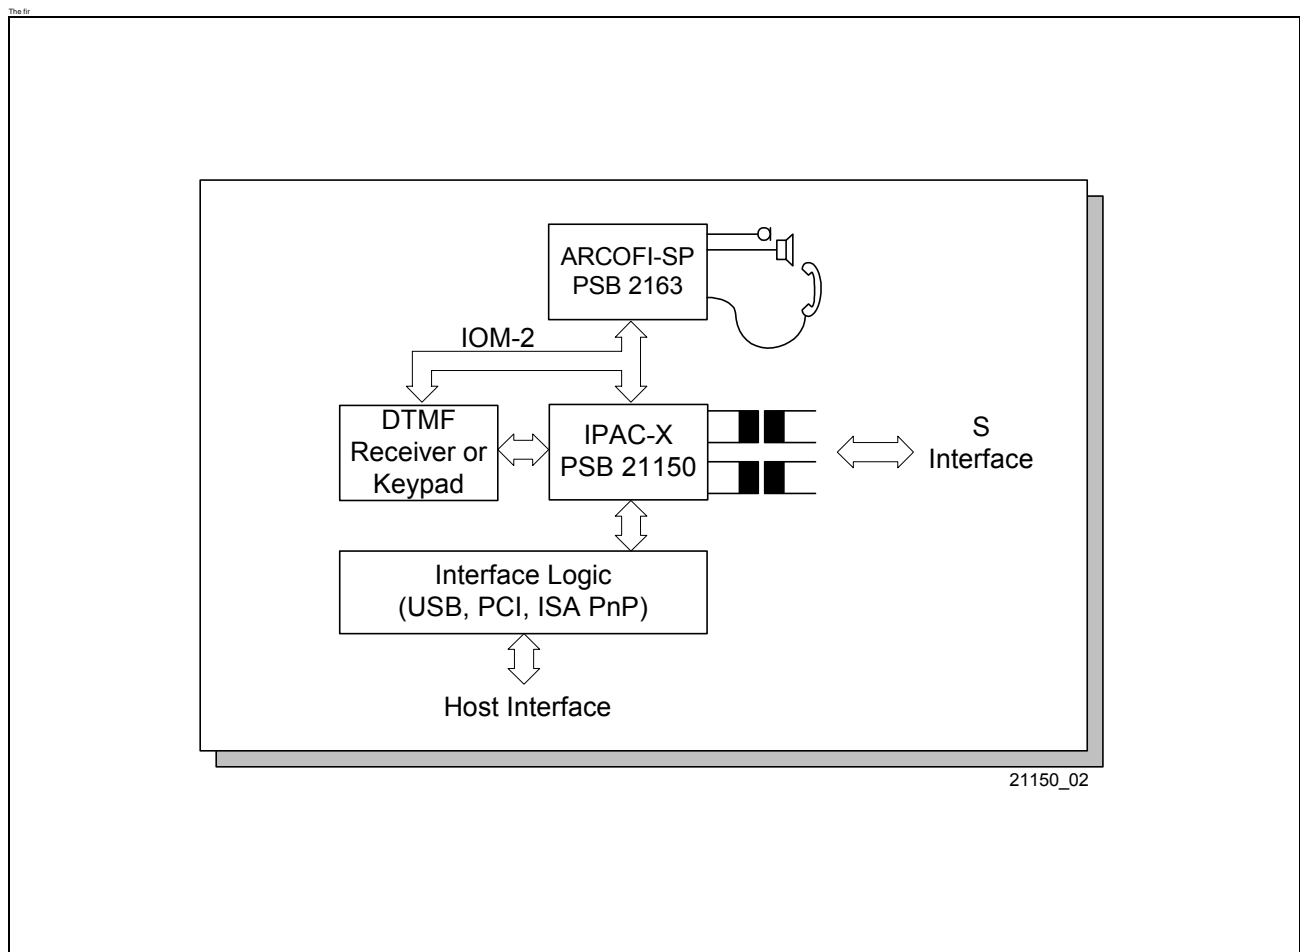 The fir
ARCOFI-SP
PSB 2163
IOM-2
DTMF
Receiver or
Keypad
IPAC-X
PSB 21150
S
Interface
Interface Logic
(USB, PCI, ISA PnP)
Host Interface
21150_02